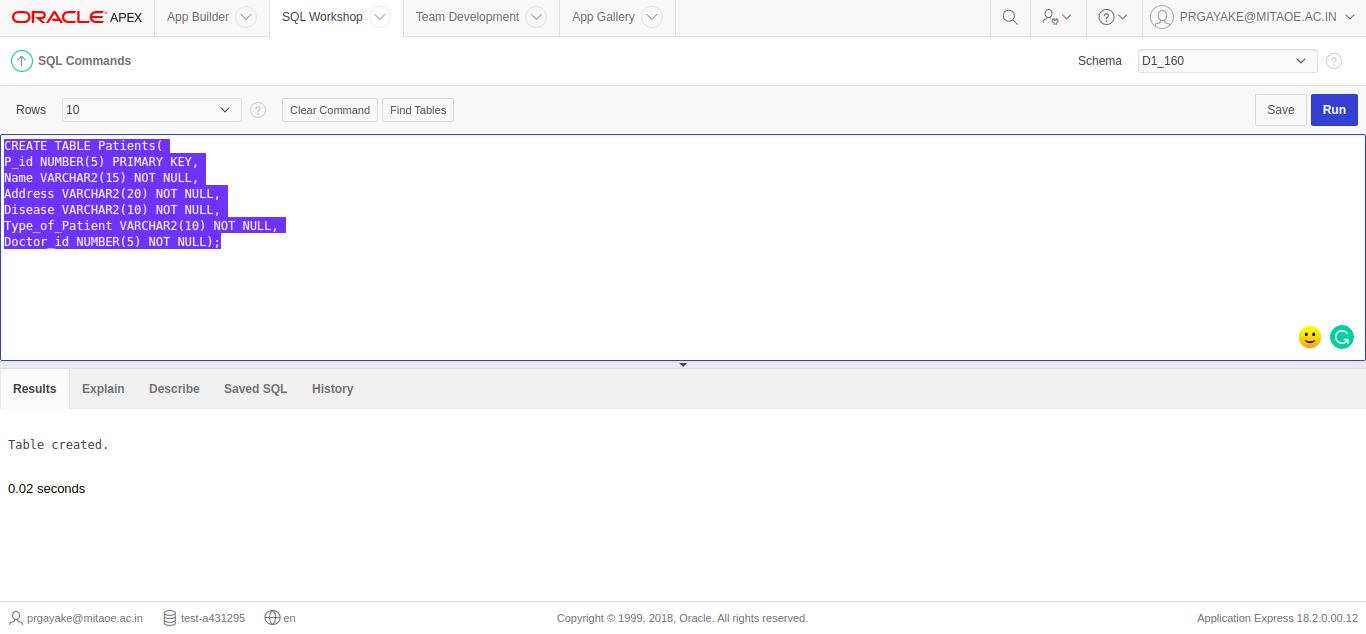 ORACLE APEX App Builder SQL Workshop Team Development App Gallery PRGAYAKE@MITAOE.AC.IN
SQL Commands Schema D1_160 ?
Rows 10 ? Clear Command Find Tables Save Run
CREATE TABLE Patients(
P_id NUMBER(5) PRIMARY KEY,
Name VARCHAR2(15) NOT NULL,
Address VARCHAR2(20) NOT NULL,
Disease VARCHAR2(10) NOT NULL,
Type_of_Patient VARCHAR2(10) NOT NULL,
Doctor_id NUMBER(5) NOT NULL);
Results Explain Describe Saved SQL History
Table created.
0.02 seconds
prgayake@mitaoe.ac.in test-a431295 en Copyright © 1999, 2018, Oracle. All rights reserved. Application Express 18.2.0.00.12